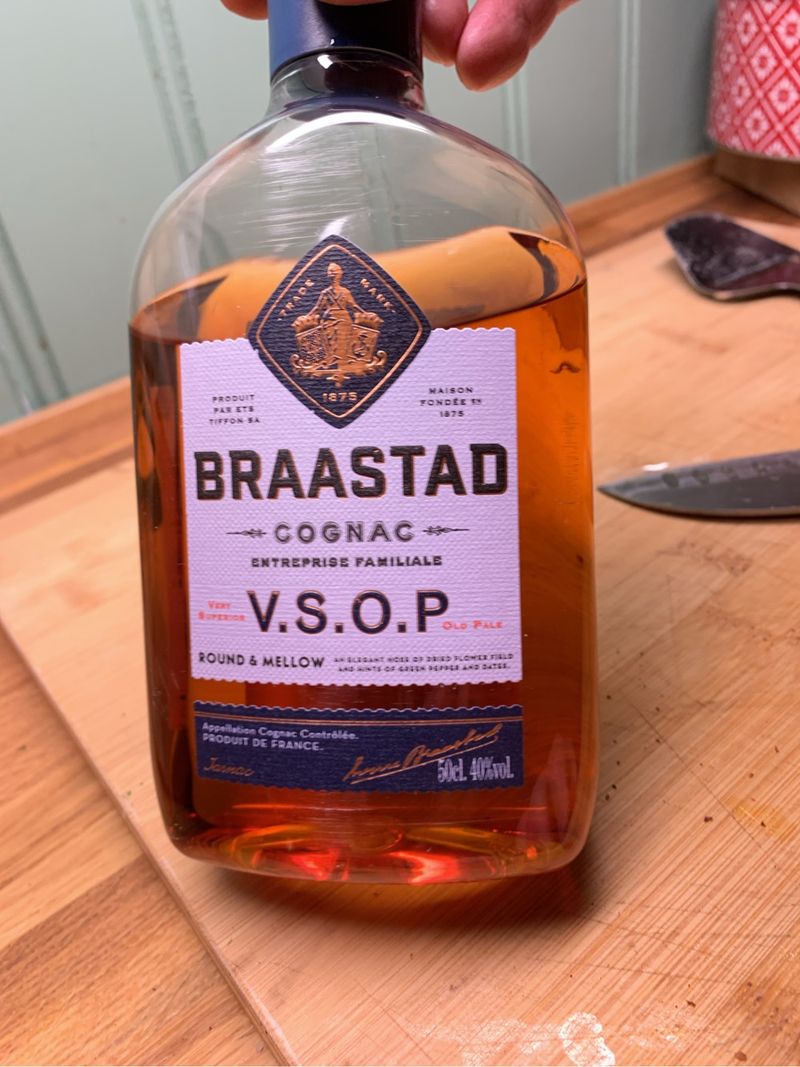 TRADE MARK
1875
PRODUIT
PAR ETS
TIFFON SA
MAISON
FONDÉE EN
1875
BRAASTAD
COGNAC
ENTREPRISE FAMILIALE
VERY
SUPERIOR
V.S.O.P
OLD PALE
ROUND & MELLOW
AN ELEGANT NOSE OF DRIED FLOWER FIELD
AND HINTS OF GREEN PEPPER AND DATES.
Appellation Cognac Contrôlée.
PRODUIT DE FRANCE.
Jarnac
Braastad
50cl. 40%vol.